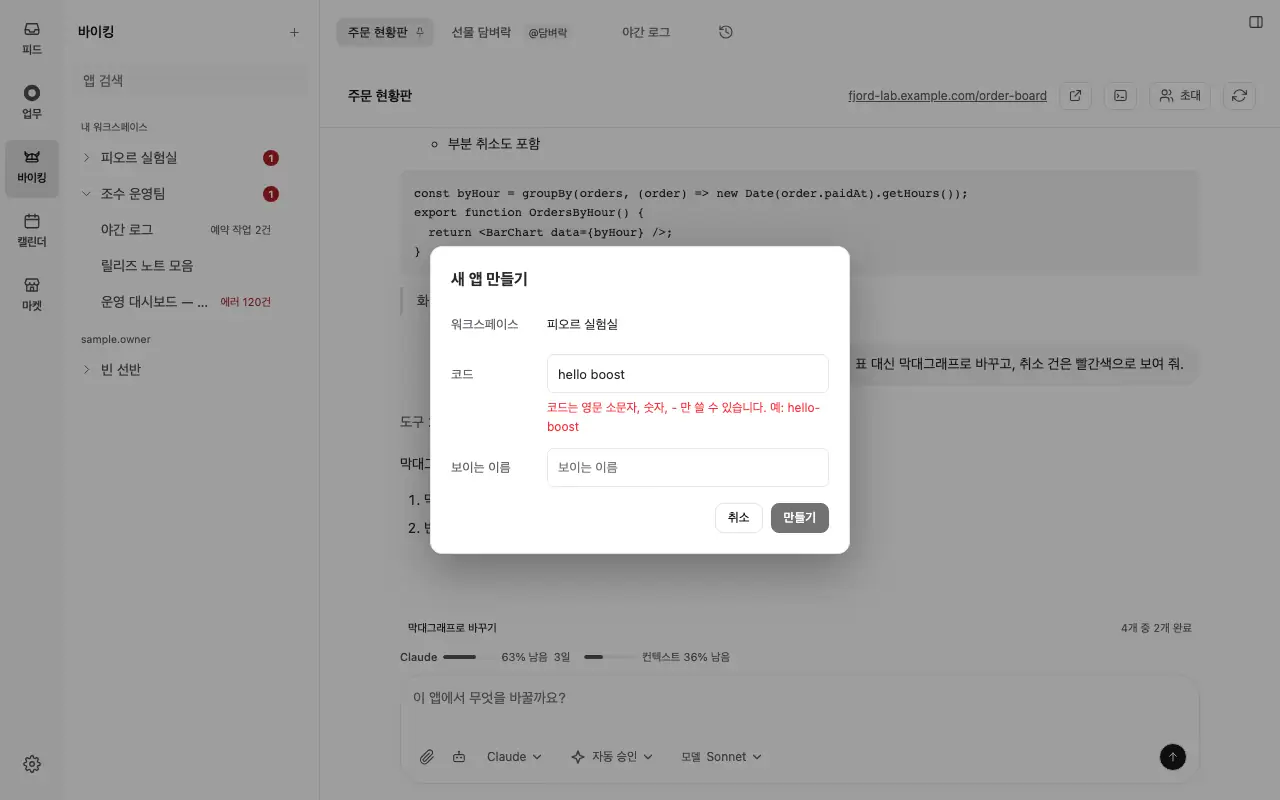 피드
업무
바이킹
캘린더
마켓
바이킹
앱 검색
내 워크스페이스
피오르 실험실 1
조수 운영팀 1
야간 로그 예약 작업 2건
릴리즈 노트 모음
운영 대시보드 — ... 에러 120건
sample.owner
빈 선반
주문 현황판 선물 담벼락 @담벼락 야간 로그
주문 현황판 fjord-lab.example.com/order-board 초대
부분 취소도 포함
const byHour = groupBy(orders, (order) => new Date(order.paidAt).getHours());
export function OrdersByHour() {
return <BarChart data={byHour} />;
}
표 대신 막대그래프로 바꾸고, 취소 건은 빨간색으로 보여 줘.
도구
막대그
1.
2.
새 앱 만들기
워크스페이스 피오르 실험실
코드 hello boost
코드는 영문 소문자, 숫자, - 만 쓸 수 있습니다. 예: hello-
boost
보이는 이름 보이는 이름
취소 만들기
막대그래프로 바꾸기 4개 중 2개 완료
Claude 63% 남음 3일 컨텍스트 36% 남음
이 앱에서 무엇을 바꿀까요?
Claude 자동 승인 모델 Sonnet